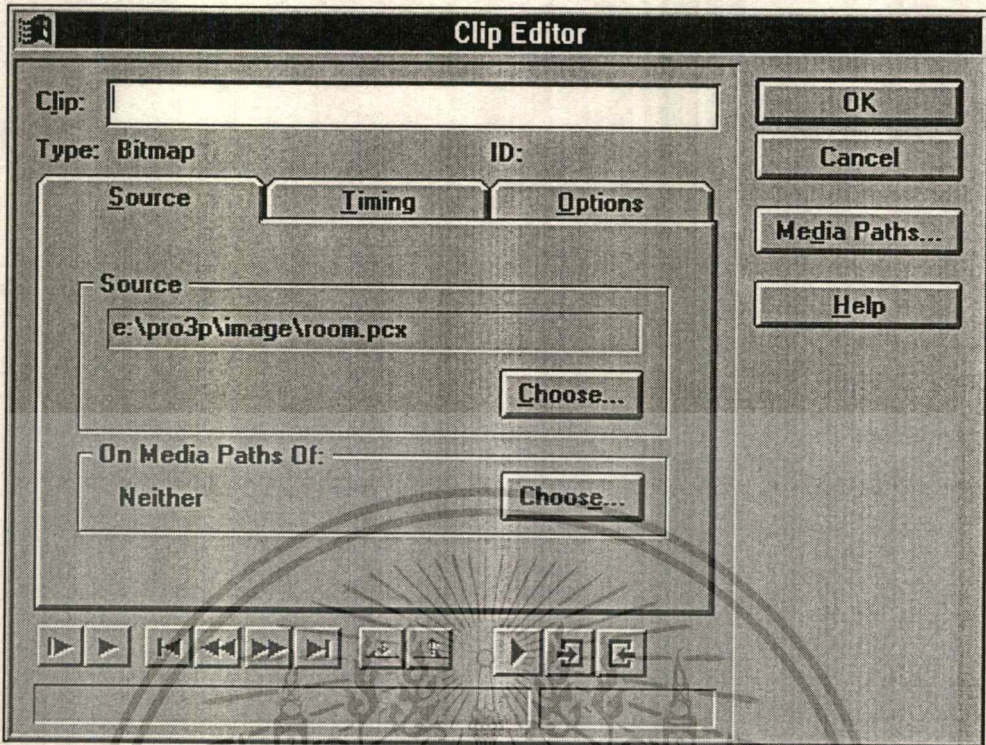 Clip Editor
Clip:
OK
Type: Bitmap ID:
Cancel
Source Timing Options
Media Paths...
Source
Help
e:\pro3p\image\room.pcx
Choose...
On Media Paths Of:
Neither Choose...